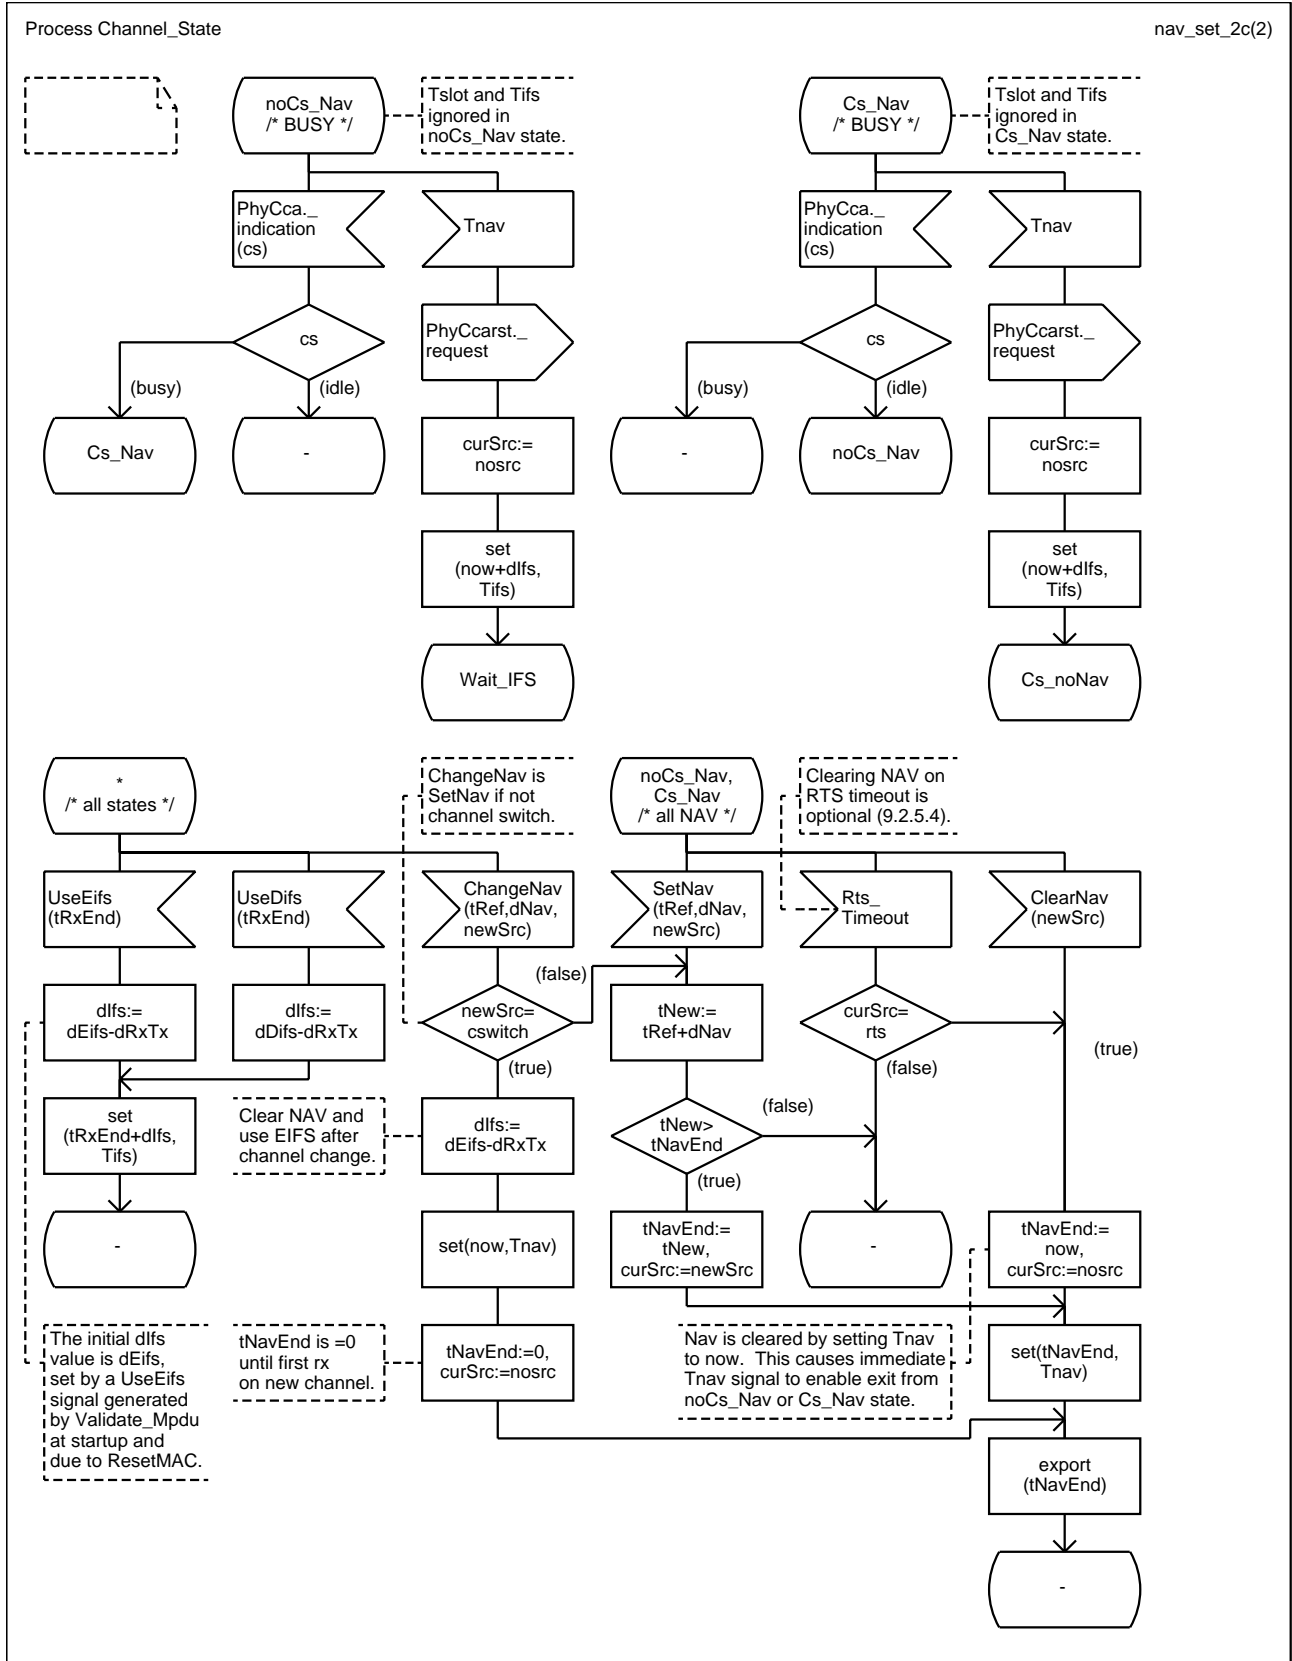 Process Channel_State
nav_set_2c(2)
noCs_Nav
/* BUSY */
Tslot and Tifs
ignored in
noCs_Nav state.
Cs_Nav
/* BUSY */
Tslot and Tifs
ignored in
Cs_Nav state.
PhyCca._
indication
(cs)
Tnav
PhyCca._
indication
(cs)
Tnav
cs
PhyCcarst._
request
cs
PhyCcarst._
request
(busy)
(idle)
(busy)
(idle)
Cs_Nav
-
curSrc:=
nosrc
-
noCs_Nav
curSrc:=
nosrc
set
(now+dIfs,
Tifs)
set
(now+dIfs,
Tifs)
Wait_IFS
Cs_noNav
*
/* all states */
ChangeNav is
SetNav if not
channel switch.
noCs_Nav,
Cs_Nav
/* all NAV */
Clearing NAV on
RTS timeout is
optional (9.2.5.4).
UseEifs
(tRxEnd)
UseDifs
(tRxEnd)
ChangeNav
(tRef,dNav,
newSrc)
SetNav
(tRef,dNav,
newSrc)
Rts_
Timeout
ClearNav
(newSrc)
(false)
dIfs:=
dEifs-dRxTx
dIfs:=
dDifs-dRxTx
newSrc=
cswitch
tNew:=
tRef+dNav
curSrc=
rts
(true)
(true)
(false)
set
(tRxEnd+dIfs,
Tifs)
Clear NAV and
use EIFS after
channel change.
dIfs:=
dEifs-dRxTx
(false)
tNew>
tNavEnd
(true)
-
set(now,Tnav)
tNavEnd:=
tNew,
curSrc:=newSrc
-
tNavEnd:=
now,
curSrc:=nosrc
The initial dIfs
value is dEifs,
set by a UseEifs
signal generated
by Validate_Mpdu
at startup and
due to ResetMAC.
tNavEnd is =0
until first rx
on new channel.
tNavEnd:=0,
curSrc:=nosrc
Nav is cleared by setting Tnav
to now.  This causes immediate
Tnav signal to enable exit from
noCs_Nav or Cs_Nav state.
set(tNavEnd,
Tnav)
export
(tNavEnd)
-